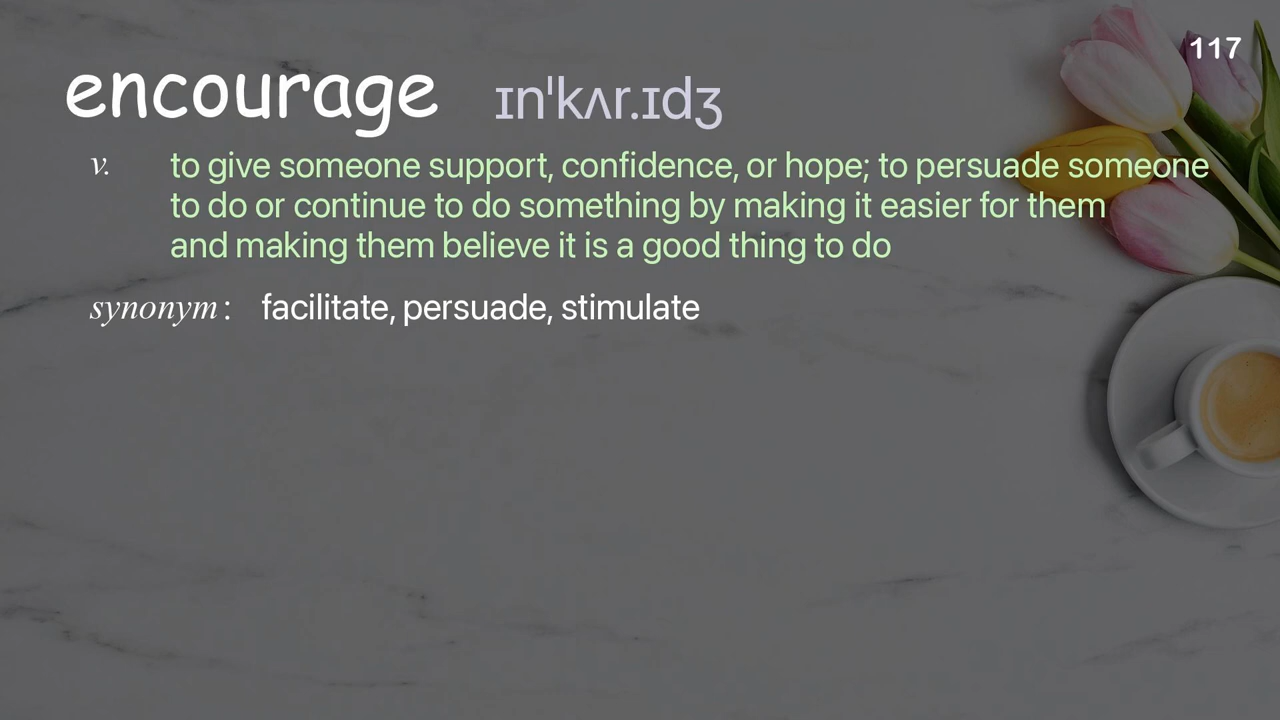 117
encourage ɪnˈkʌr.ɪdʒ
v. to give someone support, confidence, or hope; to persuade someone
to do or continue to do something by making it easier for them
and making them believe it is a good thing to do
synonym : facilitate, persuade, stimulate